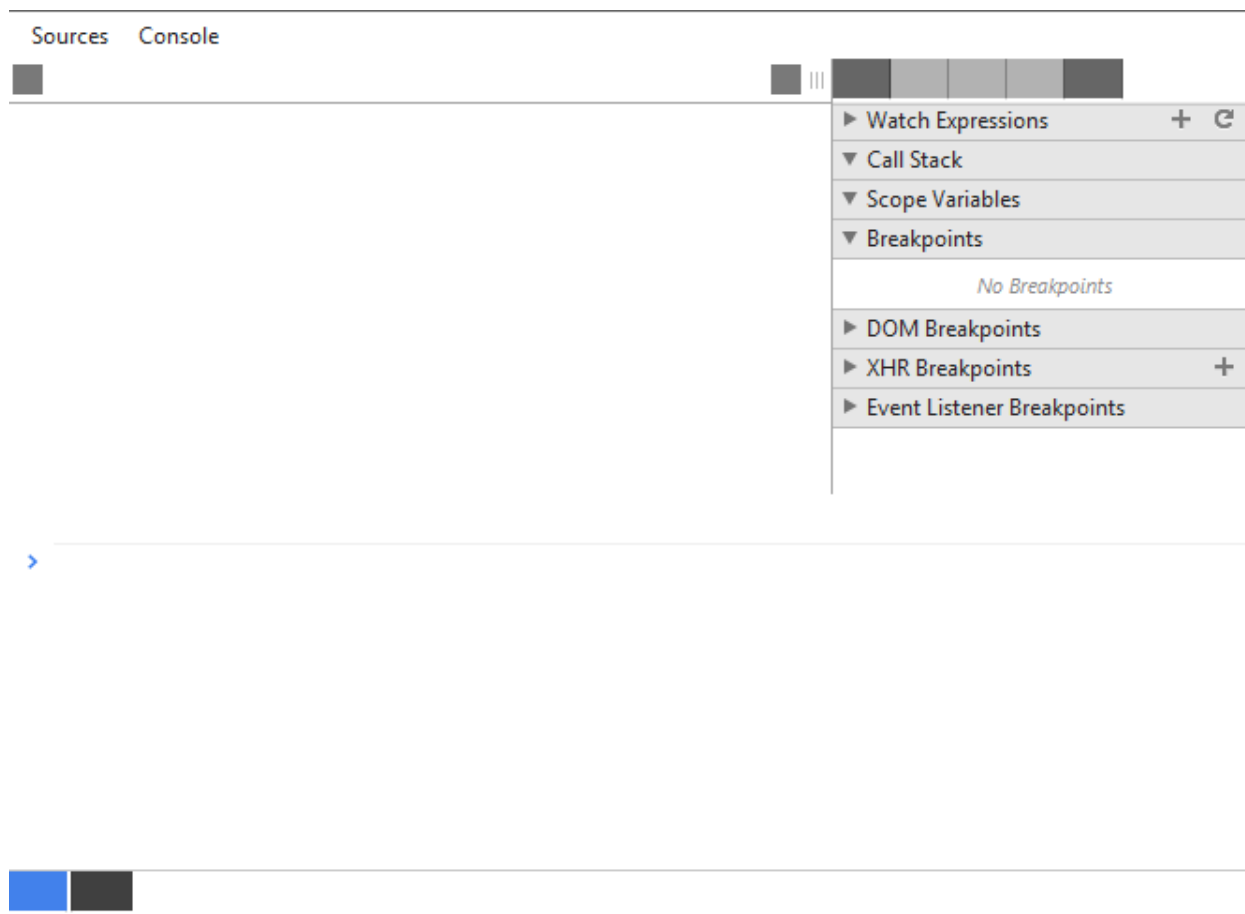 Sources Console
Watch Expressions
Call Stack
Scope Variables
Breakpoints
No Breakpoints
DOM Breakpoints
XHR Breakpoints
Event Listener Breakpoints